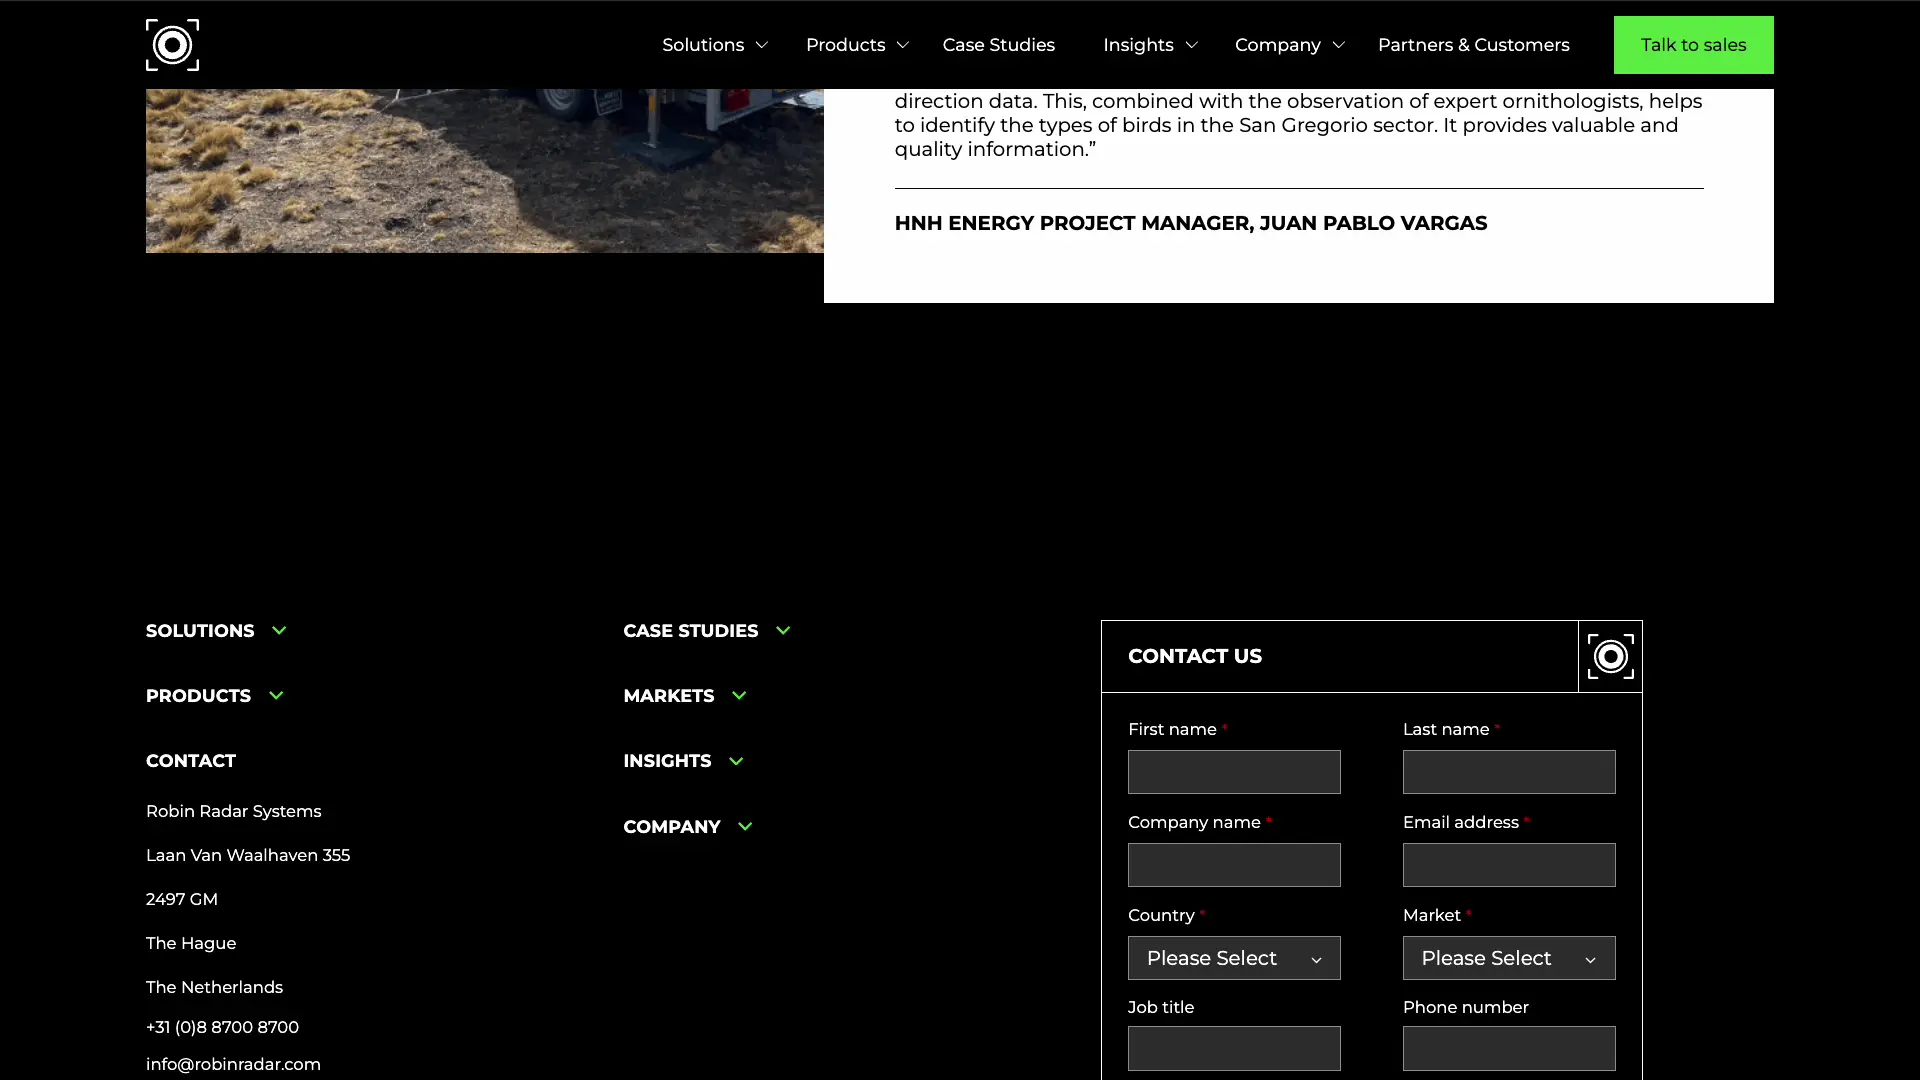 Solutions
Products
Case Studies
Insights
Company
Partners & Customers
Talk to sales
direction data. This, combined with the observation of expert ornithologists, helps
to identify the types of birds in the San Gregorio sector. It provides valuable and
quality information.”
HNH ENERGY PROJECT MANAGER, JUAN PABLO VARGAS
SOLUTIONS
PRODUCTS
CONTACT
Robin Radar Systems
Laan Van Waalhaven 355
2497 GM
The Hague
The Netherlands
+31 (0)8 8700 8700
info@robinradar.com
CASE STUDIES
MARKETS
INSIGHTS
COMPANY
CONTACT US
First name *
Last name *
Company name *
Email address *
Country *
Market *
Please Select
Please Select
Job title
Phone number